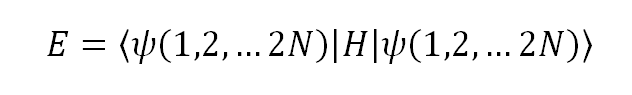 E = ⟨ψ(1,2, … 2N)|H|ψ(1,2, … 2N)⟩